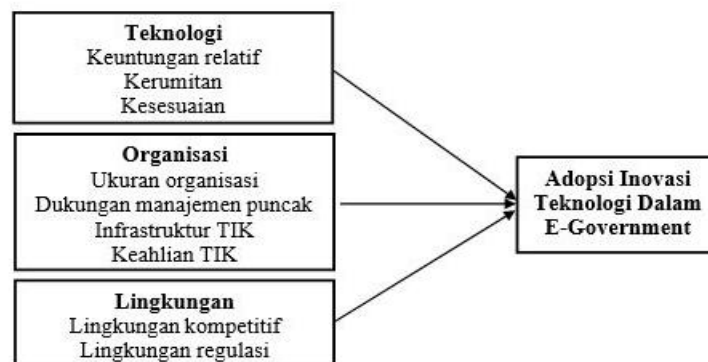 Teknologi
Keuntungan relatif
Kerumitan
Kesesuaian
Organisasi
Ukuran organisasi
Dukungan manajemen puncak
Infrastruktur TIK
Keahlian TIK
Lingkungan
Lingkungan kompetitif
Lingkungan regulasi
Adopsi Inovasi
Teknologi Dalam
E-Government